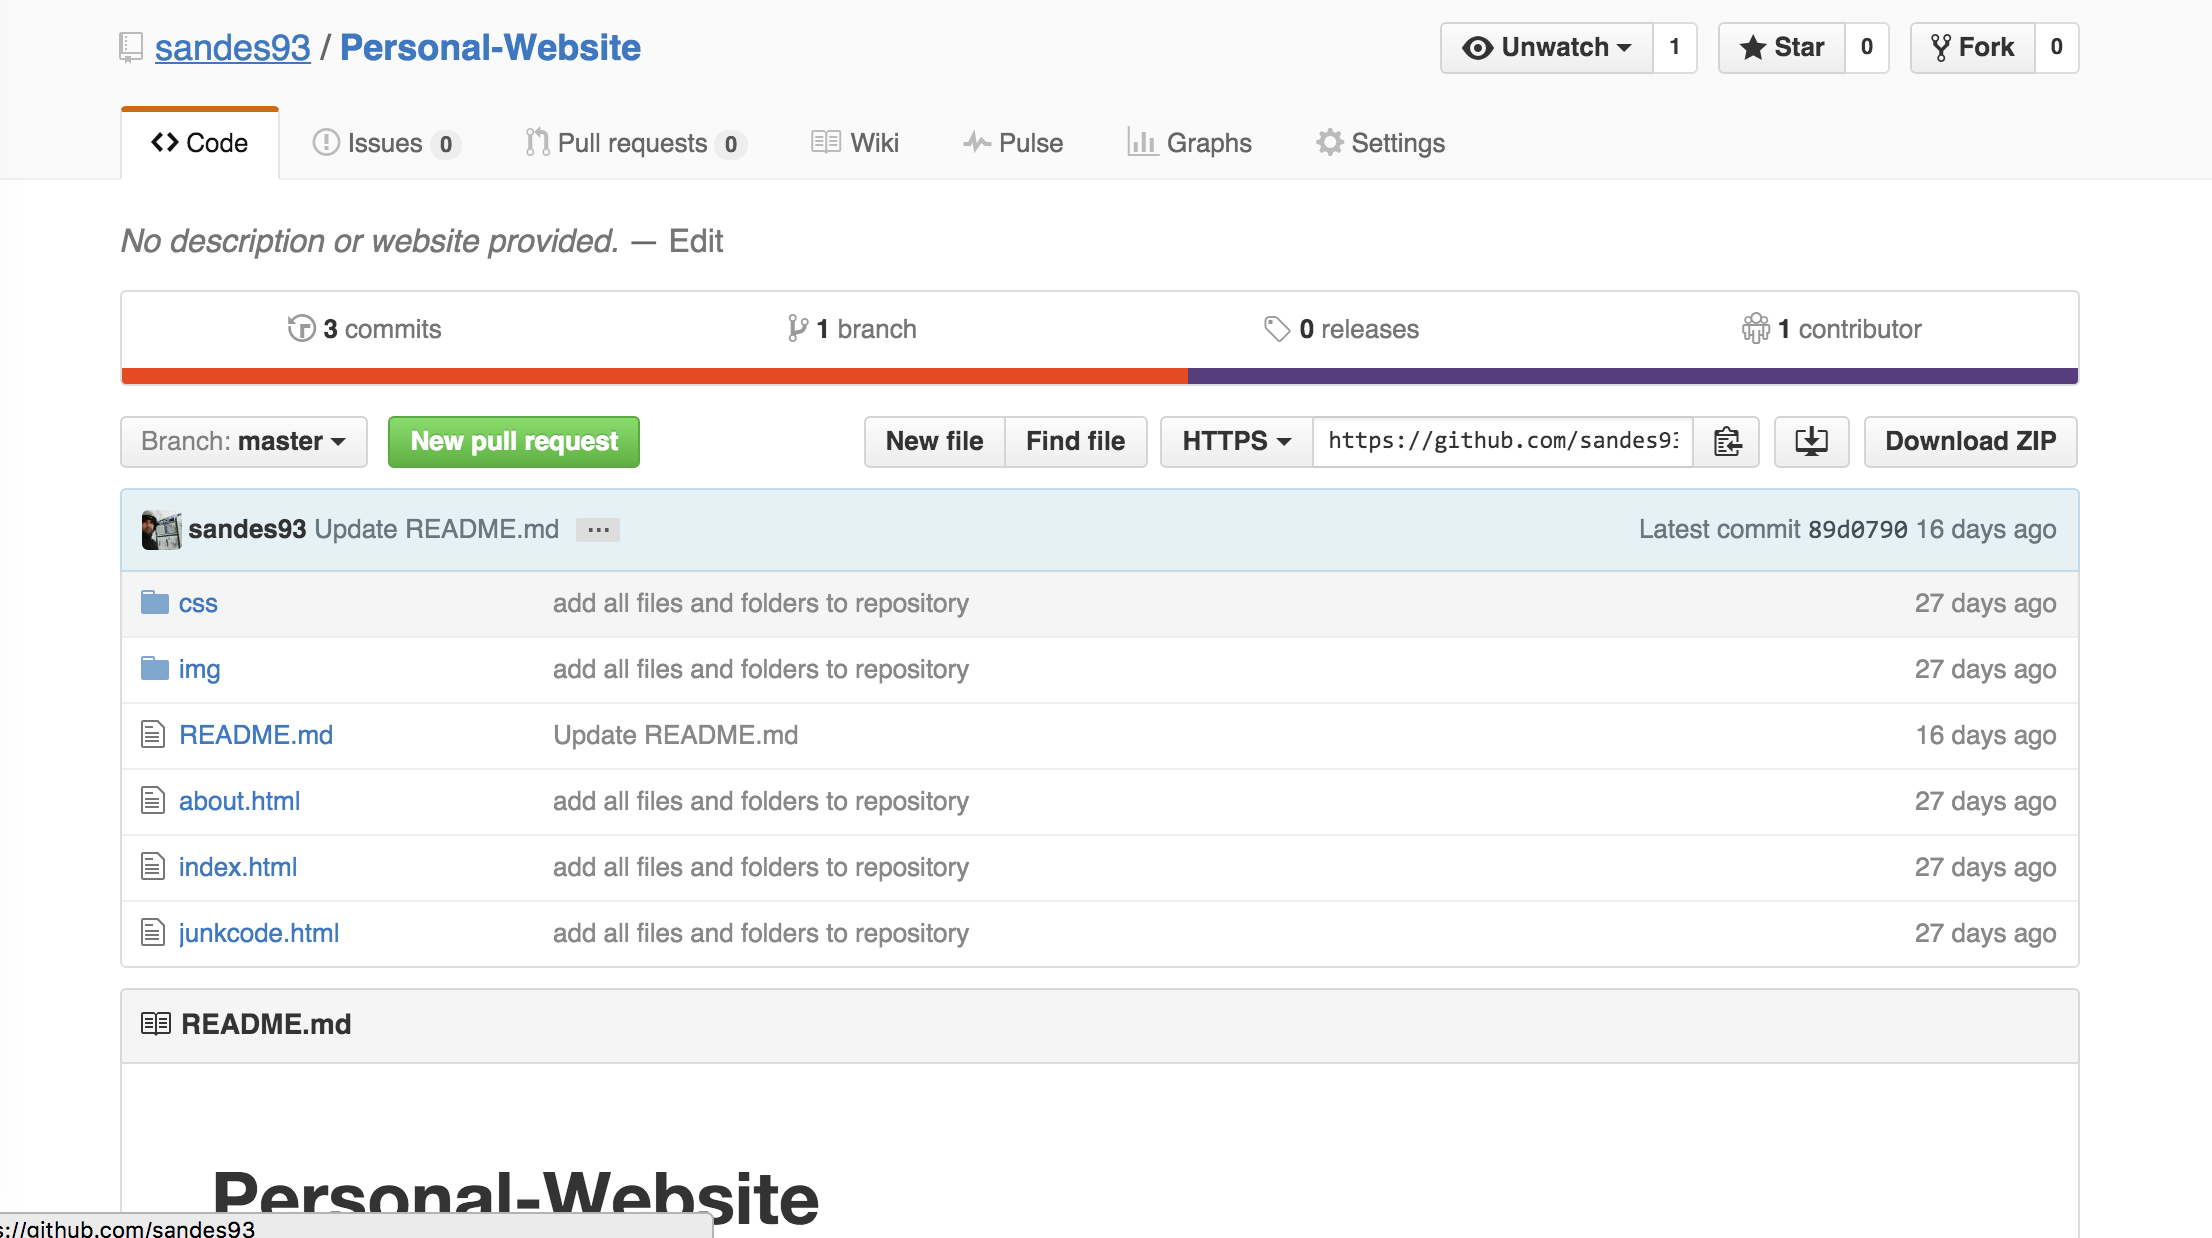 sandes93 / Personal-Website Unwatch 1 Star 0 Fork 0
Code Issues 0 Pull requests 0 Wiki Pulse Graphs Settings
No description or website provided. — Edit
3 commits 1 branch 0 releases 1 contributor
Branch: master New pull request New file Find file HTTPS https://github.com/sandes93 Download ZIP
sandes93 Update README.md ... Latest commit 89d0790 16 days ago
css add all files and folders to repository 27 days ago
img add all files and folders to repository 27 days ago
README.md Update README.md 16 days ago
about.html add all files and folders to repository 27 days ago
index.html add all files and folders to repository 27 days ago
junkcode.html add all files and folders to repository 27 days ago
README.md
Personal-Website
s://github.com/sandes93